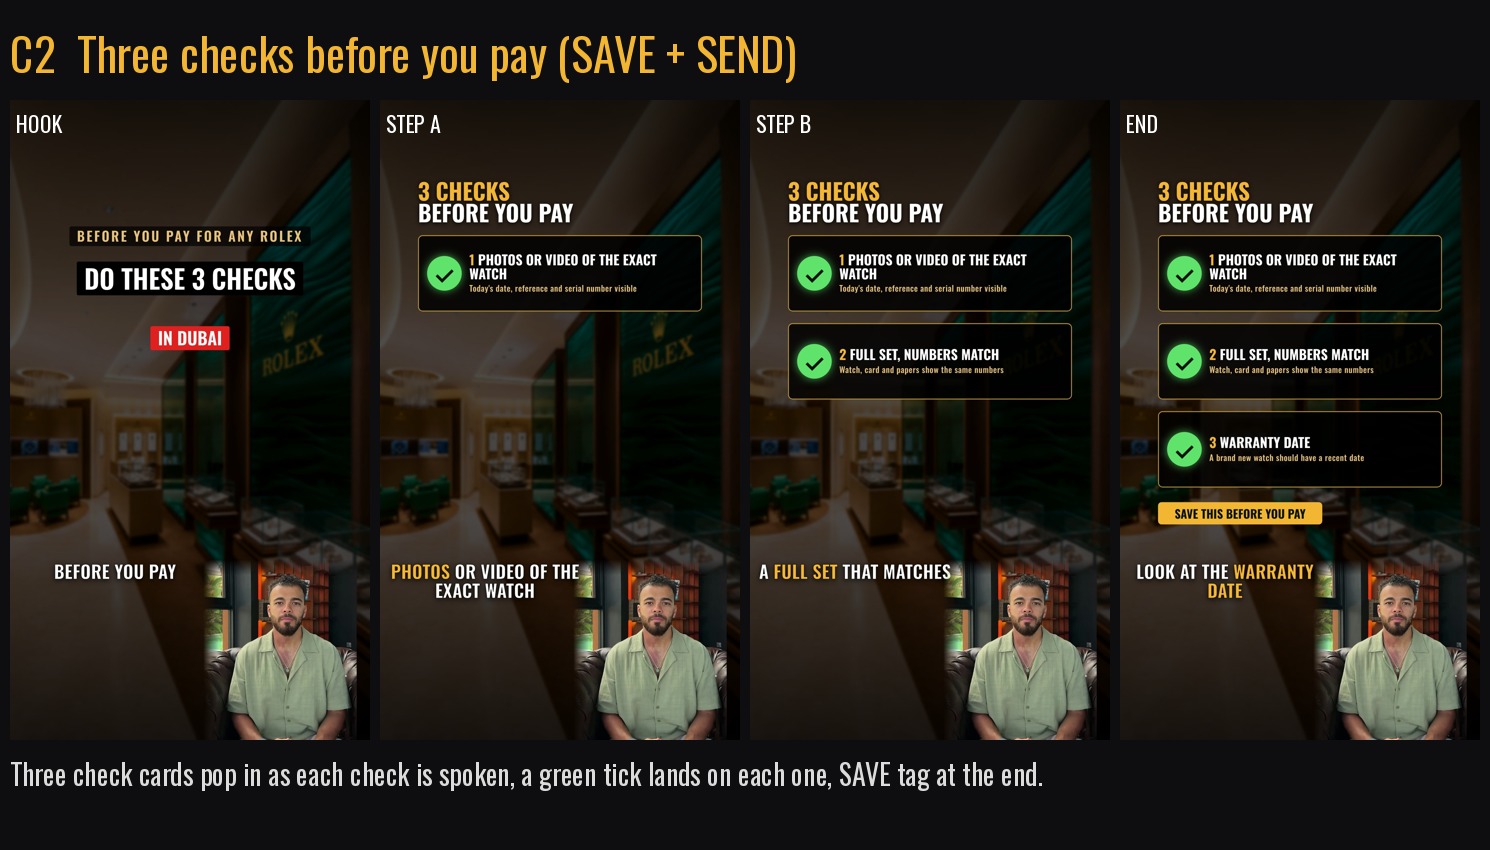 C2 Three checks before you pay (SAVE + SEND)
HOOK
BEFORE YOU PAY FOR ANY ROLEX
DO THESE 3 CHECKS
IN DUBAI
ROLEX
BEFORE YOU PAY
STEP A
3 CHECKS
BEFORE YOU PAY
1 PHOTOS OR VIDEO OF THE EXACT
WATCH
Today's date, reference and serial number visible
ROLEX
PHOTOS OR VIDEO OF THE
EXACT WATCH
STEP B
3 CHECKS
BEFORE YOU PAY
1 PHOTOS OR VIDEO OF THE EXACT
WATCH
Today's date, reference and serial number visible
2 FULL SET, NUMBERS MATCH
Watch, card and papers show the same numbers
A FULL SET THAT MATCHES
END
3 CHECKS
BEFORE YOU PAY
1 PHOTOS OR VIDEO OF THE EXACT
WATCH
Today's date, reference and serial number visible
2 FULL SET, NUMBERS MATCH
Watch, card and papers show the same numbers
3 WARRANTY DATE
A brand new watch should have a recent date
SAVE THIS BEFORE YOU PAY
LOOK AT THE WARRANTY
DATE
Three check cards pop in as each check is spoken, a green tick lands on each one, SAVE tag at the end.